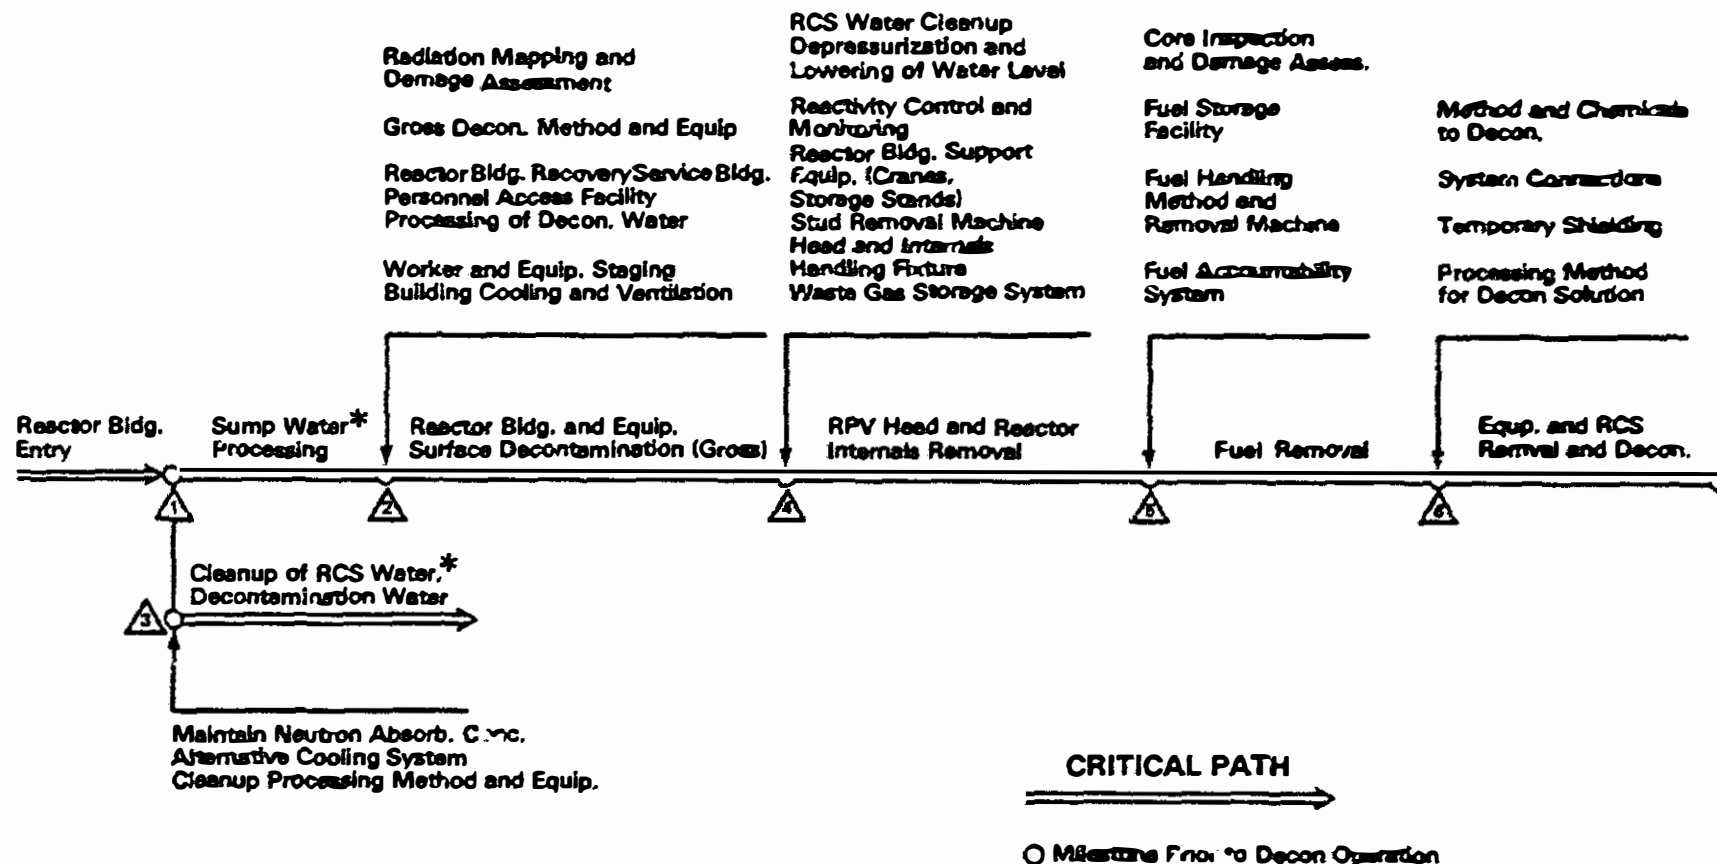 Radiation Mapping and
Damage Assessment
Gross Decon. Method and Equip
Reactor Bldg. Recovery Service Bldg.
Personnel Access Facility
Processing of Decon. Water
Worker and Equip. Staging
Building Cooling and Ventilation
RCS Water Cleanup
Depressurization and
Lowering of Water Level
Reactivity Control and
Monitoring
Reactor Bldg. Support
Equip. (Cranes,
Storage Stands)
Stud Removal Machine
Head and Internals
Handling Fixture
Waste Gas Storage System
Core Inspection
and Damage Assess.
Fuel Storage
Facility
Fuel Handling
Method and
Removal Machine
Fuel Accountability
System
Method and Chemicals
to Decon.
System Connections
Temporary Shielding
Processing Method
for Decon Solution
Reactor Bldg.
Entry
Sump Water*
Processing
Reactor Bldg. and Equip.
Surface Decontamination (Gross)
RPV Head and Reactor
Internals Removal
Fuel Removal
Equp. and RCS
Remval and Decon.
1
2
4
5
6
Cleanup of RCS Water,*
Decontamination Water
3
Maintain Neutron Absorb.
Alternative Cooling System
Cleanup Processing Method and Equip.
CRITICAL PATH
Milestone Prior to Decon Operation